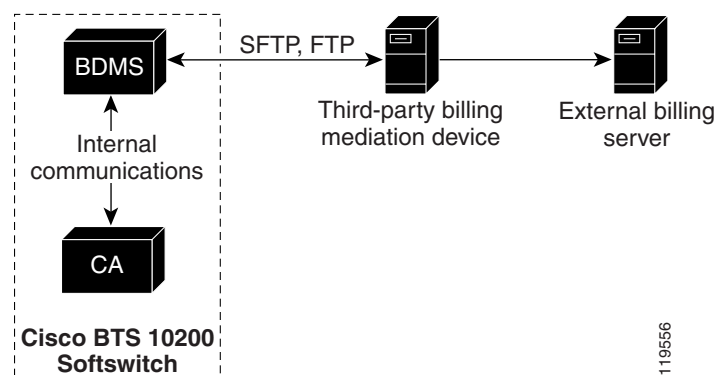 BDMS
SFTP, FTP
Third-party billing
mediation device
External billing
server
Internal
communications
CA
Cisco BTS 10200
Softswitch
119556